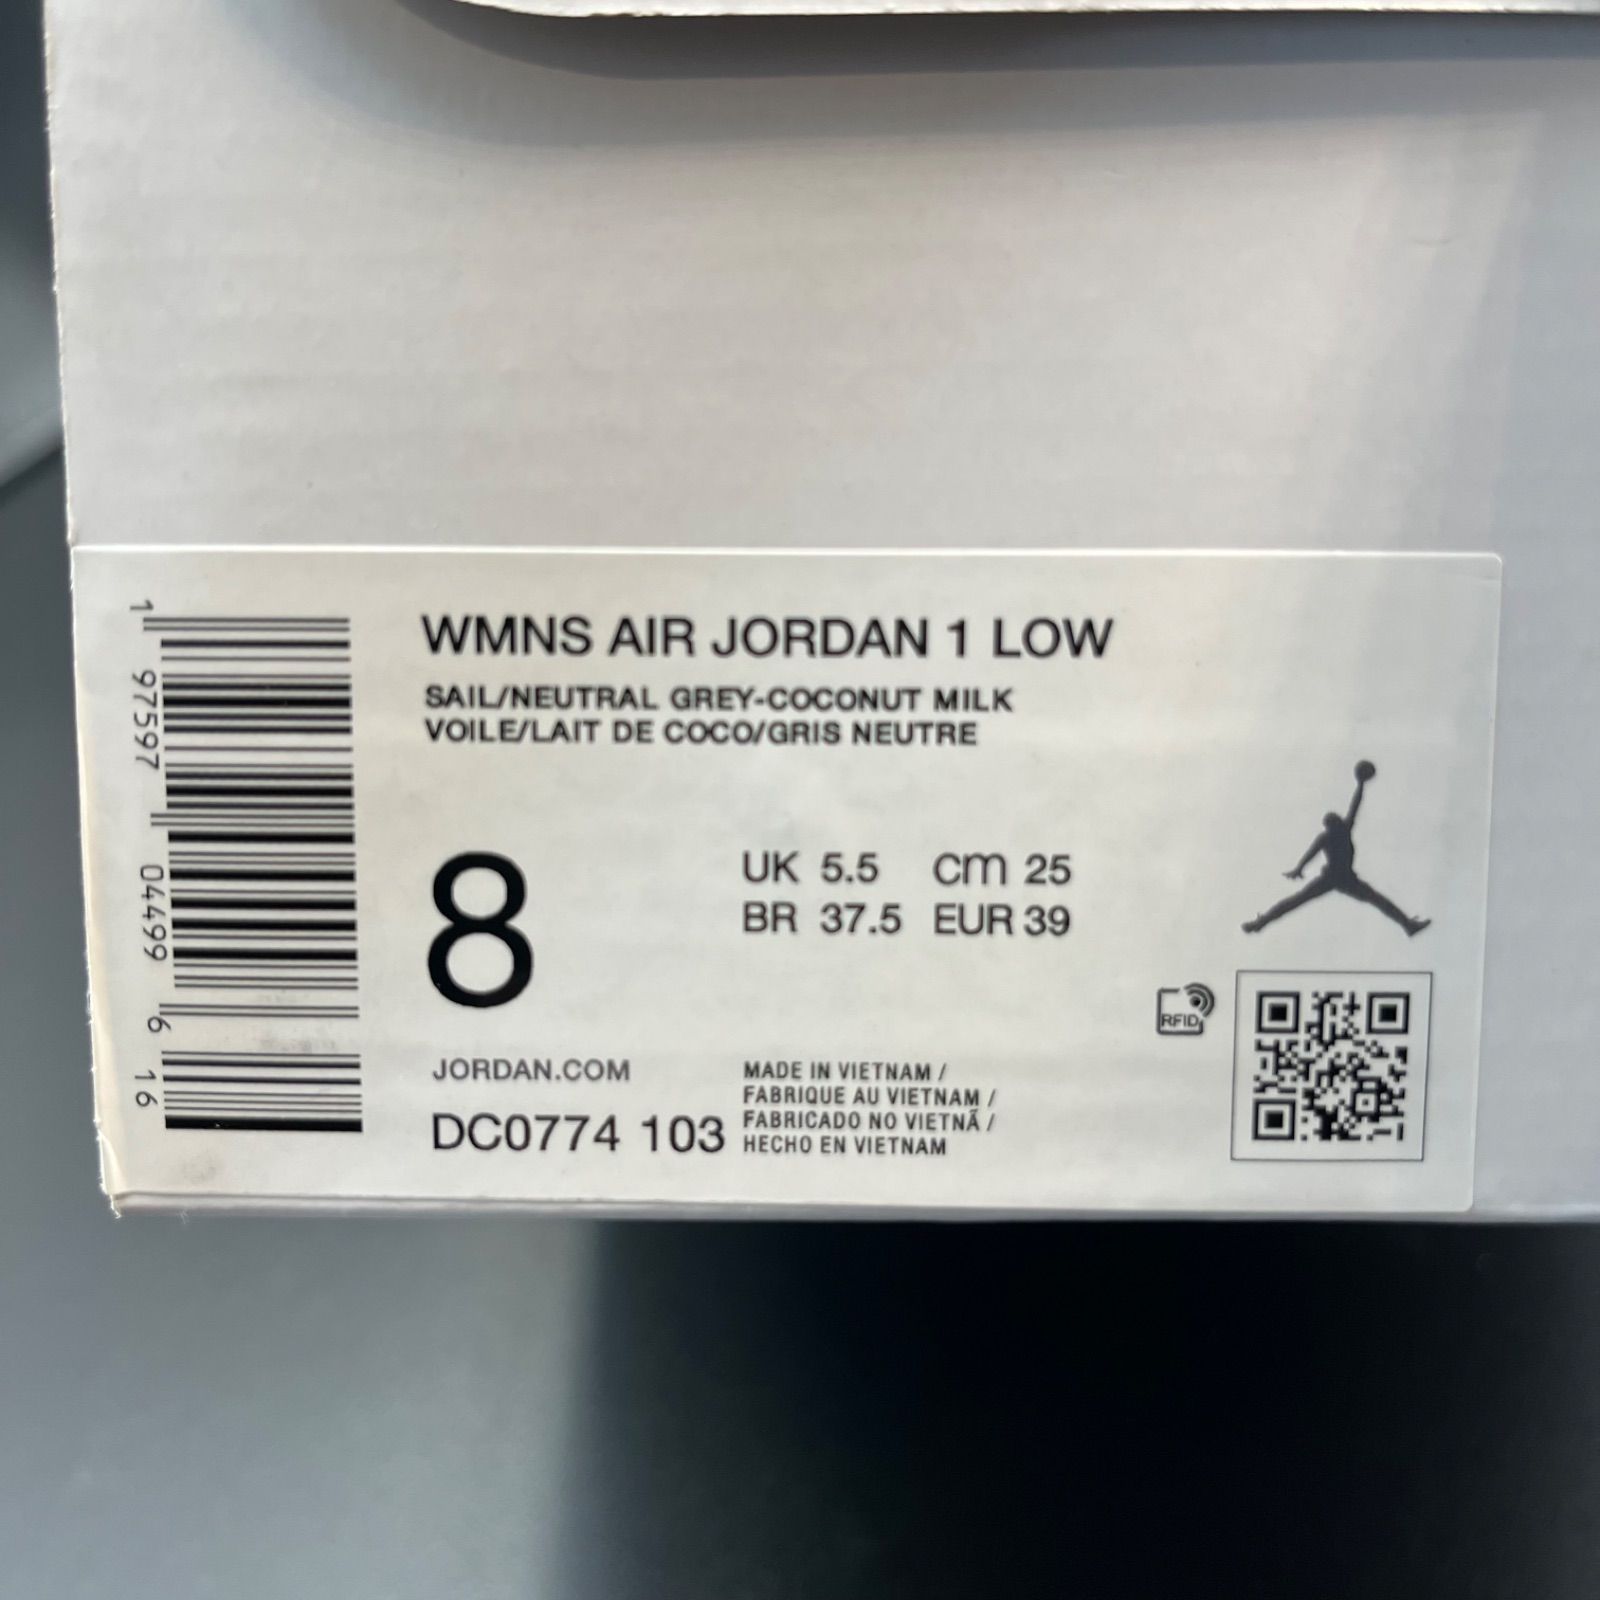 WMNS AIR JORDAN 1 LOW
SAIL/NEUTRAL GREY-COCONUT MILK
VOILE/LAIT DE COCO/GRIS NEUTRE
8
UK 5.5 cm 25
BR 37.5 EUR 39
RFID
JORDAN.COM
DC0774 103
MADE IN VIETNAM /
FABRIQUE AU VIETNAM /
FABRICADO NO VIETNÃ /
HECHO EN VIETNAM
1 97597 04499 6 16